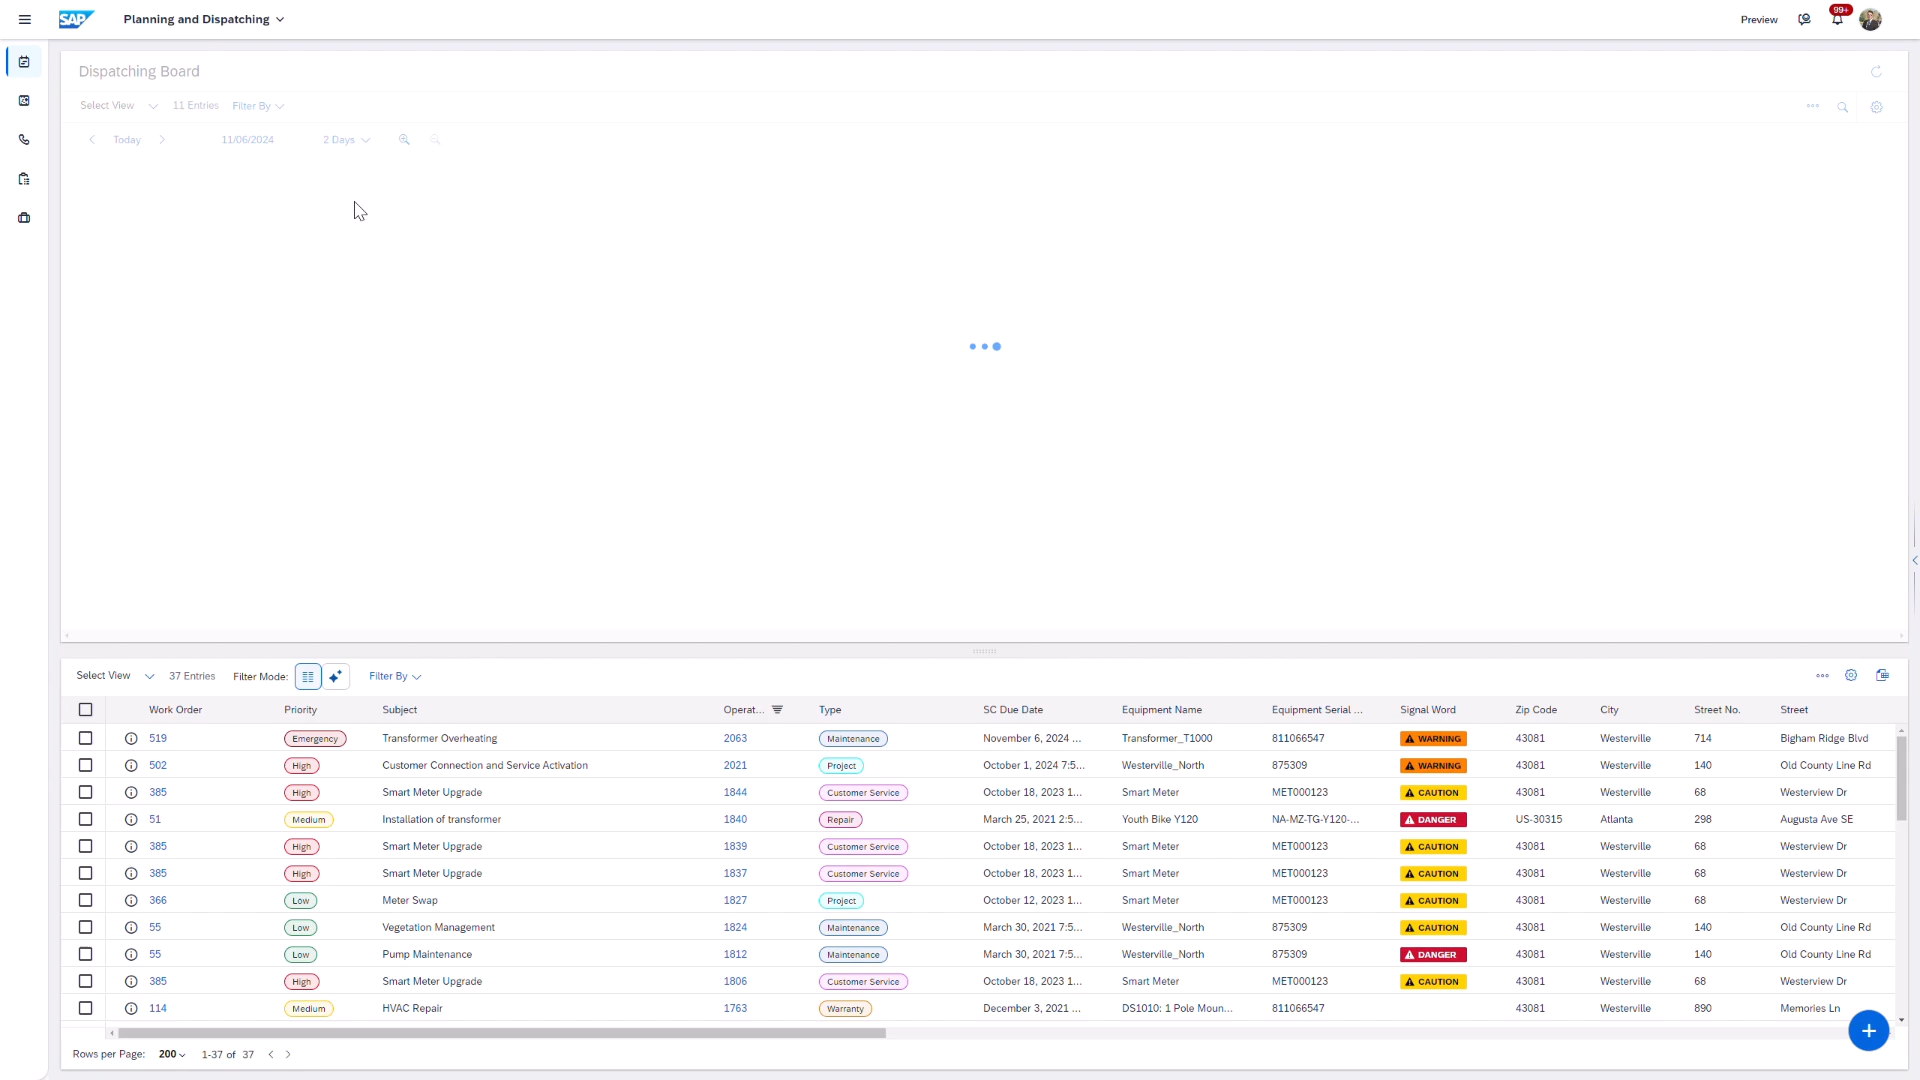 SAP Planning and Dispatching Preview 99+
Dispatching Board
Select View 11 Entries Filter By
Today 11/06/2024 2 Days
Select View 37 Entries Filter Mode: Filter By
Work Order Priority Subject Operat... Type SC Due Date Equipment Name Equipment Serial ... Signal Word Zip Code City Street No. Street
519 Emergency Transformer Overheating 2063 Maintenance November 6, 2024 ... Transformer_T1000 811066547 WARNING 43081 Westerville 714 Bigham Ridge Blvd
502 High Customer Connection and Service Activation 2021 Project October 1, 2024 7:5... Westerville_North 875309 WARNING 43081 Westerville 140 Old County Line Rd
385 High Smart Meter Upgrade 1844 Customer Service October 18, 2023 1... Smart Meter MET000123 CAUTION 43081 Westerville 68 Westerview Dr
51 Medium Installation of transformer 1840 Repair March 25, 2021 2:5... Youth Bike Y120 NA-MZ-TG-Y120-... DANGER US-30315 Atlanta 298 Augusta Ave SE
385 High Smart Meter Upgrade 1839 Customer Service October 18, 2023 1... Smart Meter MET000123 CAUTION 43081 Westerville 68 Westerview Dr
385 High Smart Meter Upgrade 1837 Customer Service October 18, 2023 1... Smart Meter MET000123 CAUTION 43081 Westerville 68 Westerview Dr
366 Low Meter Swap 1827 Project October 12, 2023 1... Smart Meter MET000123 CAUTION 43081 Westerville 68 Westerview Dr
55 Low Vegetation Management 1824 Maintenance March 30, 2021 7:5... Westerville_North 875309 CAUTION 43081 Westerville 140 Old County Line Rd
55 Low Pump Maintenance 1812 Maintenance March 30, 2021 7:5... Westerville_North 875309 DANGER 43081 Westerville 140 Old County Line Rd
385 High Smart Meter Upgrade 1806 Customer Service October 18, 2023 1... Smart Meter MET000123 CAUTION 43081 Westerville 68 Westerview Dr
114 Medium HVAC Repair 1763 Warranty December 3, 2021 ... DS1010: 1 Pole Moun... 811066547 43081 Westerville 890 Memories Ln
Rows per Page: 200 1-37 of 37